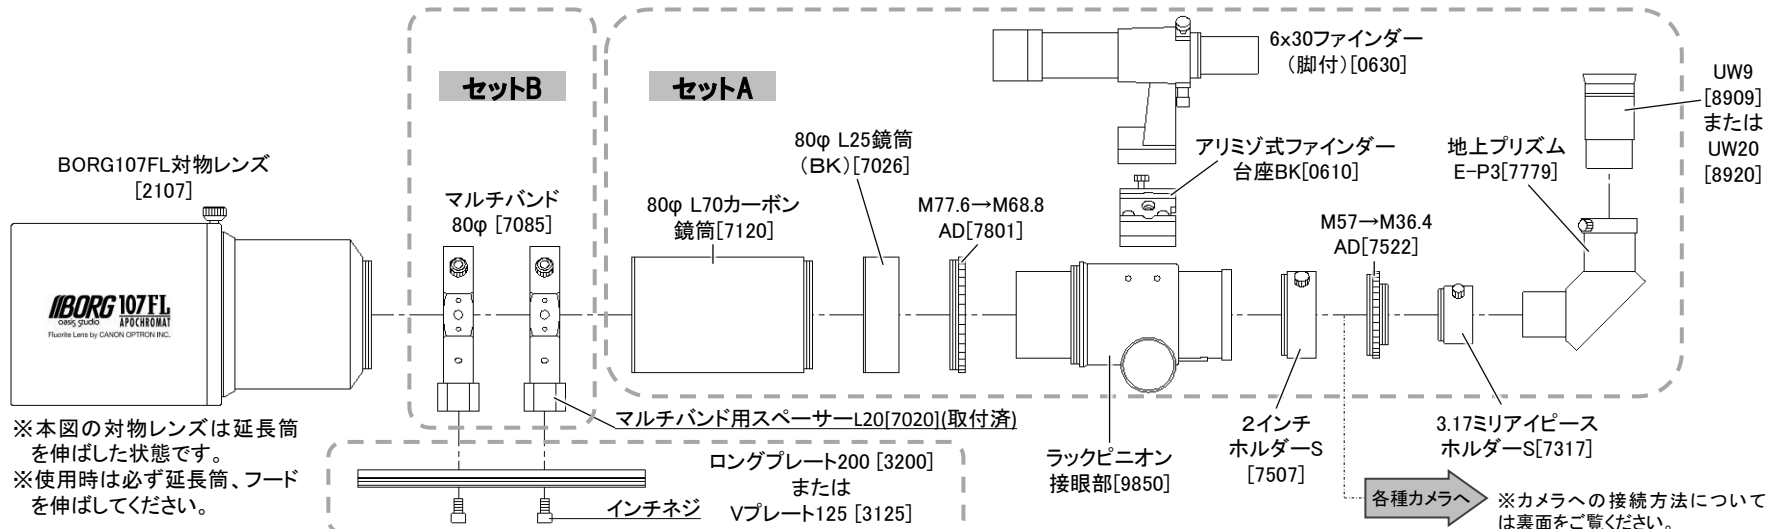 セットB
セットA
6x30ファインダー
（脚付）[0630]
UW9
[8909]
または
UW20
[8920]
80φ L25鏡筒
（BK）[7026]
アリミゾ式ファインダー
台座BK[0610]
地上プリズム
E-P3[7779]
BORG107FL対物レンズ
[2107]
マルチバンド
80φ [7085]
80φ L70カーボン
鏡筒[7120]
M77.6→M68.8
AD[7801]
M57→M36.4
AD[7522]
BORG 107FL
oasis studio APOCHROMAT
Fluorite Lens by CANON OPTRON INC.
マルチバンド用スペーサーL20[7020](取付済)
※本図の対物レンズは延長筒
を伸ばした状態です。
※使用時は必ず延長筒、フード
を伸ばしてください。
ロングプレート200 [3200]
または
Vプレート125 [3125]
インチネジ
ラックピニオン
接眼部[9850]
２インチ
ホルダーS
[7507]
3.17ミリアイピース
ホルダーS[7317]
各種カメラへ
※カメラへの接続方法について
は裏面をご覧ください。